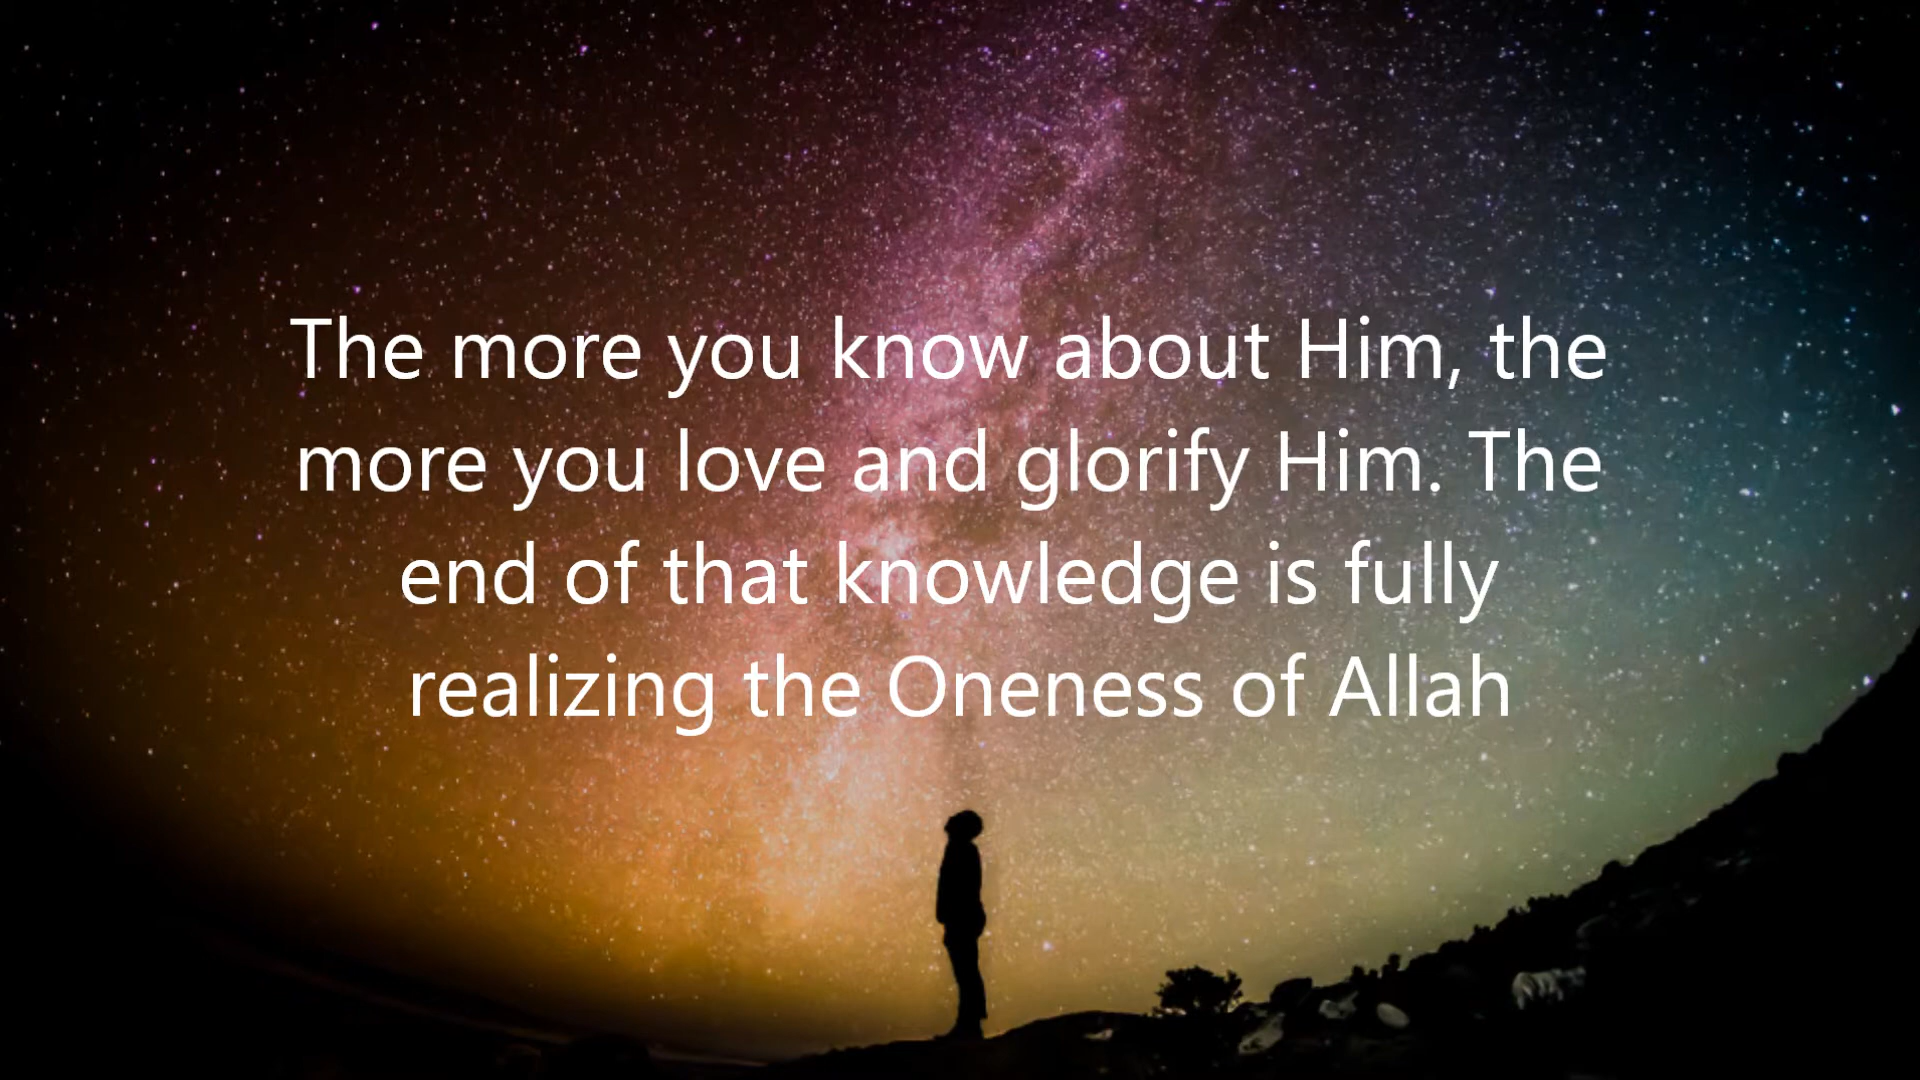 The more you know about Him, the
more you love and glorify Him. The
end of that knowledge is fully
realizing the Oneness of Allah